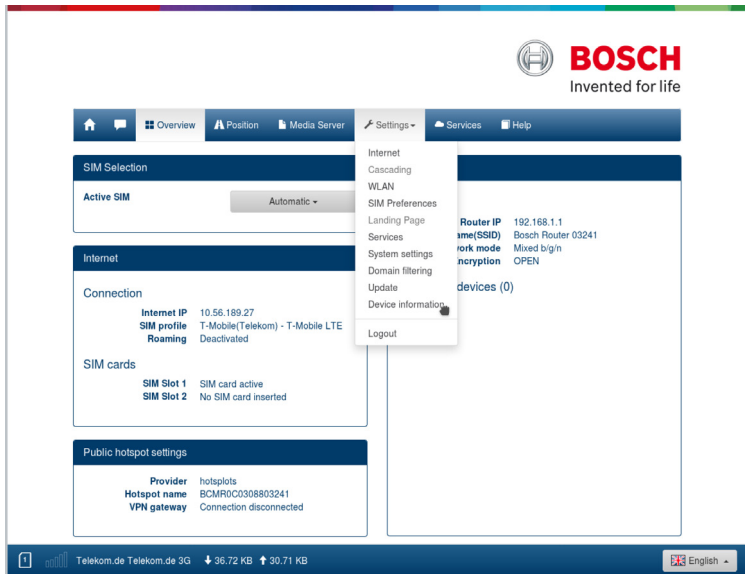 BOSCH
Invented for life
Overview
Position
Media Server
Settings
Services
Help
SIM Selection
Active SIM
Automatic
Internet
Cascading
WLAN
SIM Preferences
Landing Page
Services
System settings
Domain filtering
Update
Device information
Logout
Router IP 192.168.1.1
ame(SSID) Bosch Router 03241
ork mode Mixed b/g/n
ncryption OPEN
devices (0)
Internet
Connection
Internet IP 10.56.189.27
SIM profile T-Mobile(Telekom) - T-Mobile LTE
Roaming Deactivated
SIM cards
SIM Slot 1 SIM card active
SIM Slot 2 No SIM card inserted
Public hotspot settings
Provider hotsplots
Hotspot name BCMR0C0308803241
VPN gateway Connection disconnected
1
Telekom.de Telekom.de 3G 36.72 KB 30.71 KB
English